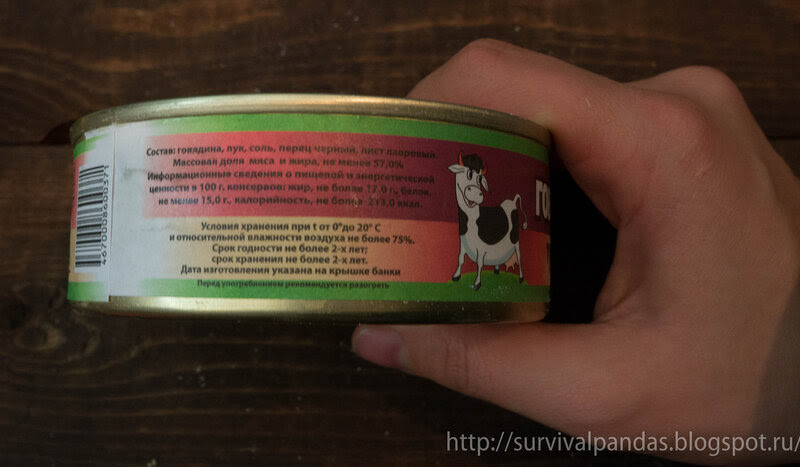 Состав: говядина, лук, соль, перец черный, лист лавровый.
Массовая доля мяса и жира, не менее 57,0%
Информационные сведения о пищевой и энергетической
ценности в 100 г. консервов: жир, не более 17,0 г., белок,
не менее 15,0 г., калорийность, не более 213,0 ккал.
Условия хранения при t от 0° до 20° С
и относительной влажности воздуха не более 75%.
Срок годности не более 2-х лет;
срок хранения не более 2-х лет.
Дата изготовления указана на крышке банки
Перед употреблением рекомендуется разогреть
4670008600371
http://survivalpandas.blogspot.ru/